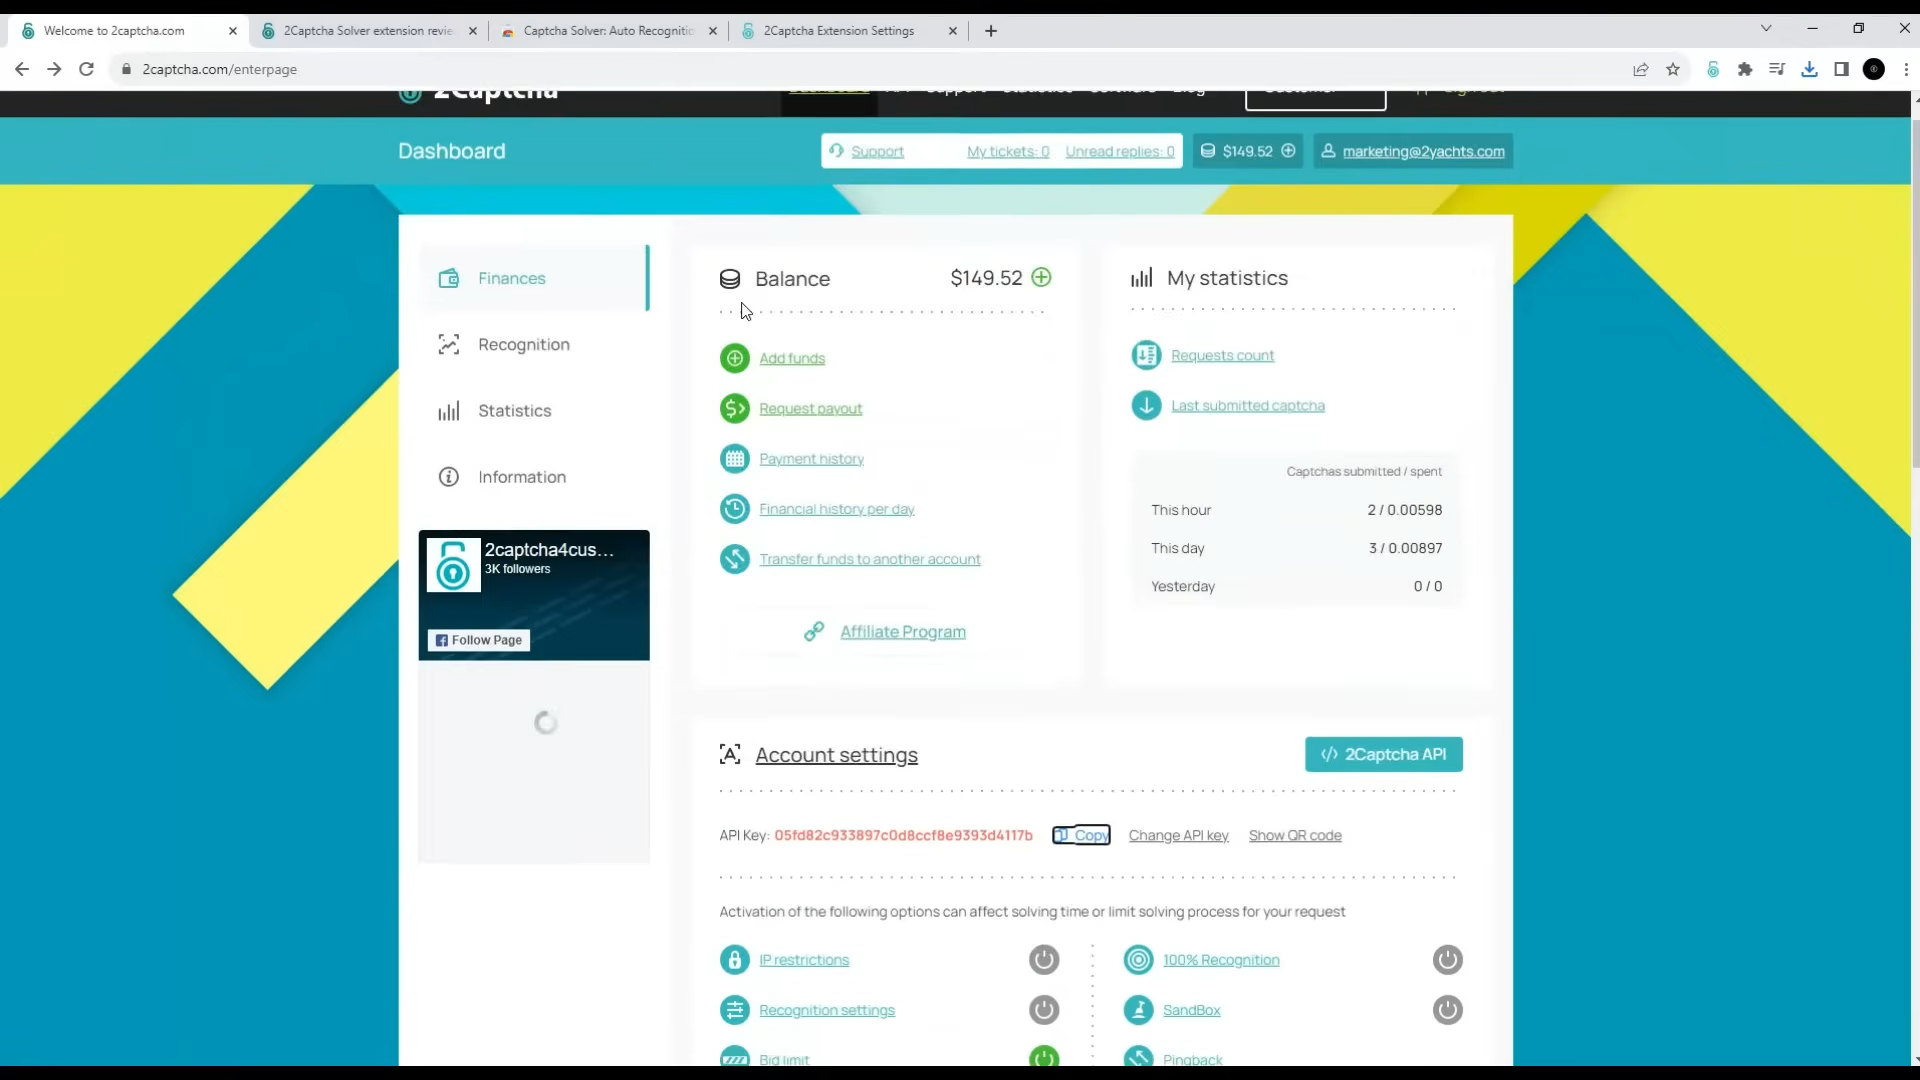 Welcome to 2captcha.com
2Captcha Solver extension revie
Captcha Solver: Auto Recognitio
2Captcha Extension Settings
2captcha.com/enterpage
2Captcha
Dashboard
Support
My tickets: 0
Unread replies: 0
$149.52
marketing@2yachts.com
Finances
Recognition
Statistics
Information
2captcha4cus...
3K followers
Follow Page
Balance
$149.52
Add funds
Request payout
Payment history
Financial history per day
Transfer funds to another account
Affiliate Program
My statistics
Requests count
Last submitted captcha
Captchas submitted / spent
This hour 2 / 0.00598
This day 3 / 0.00897
Yesterday 0 / 0
Account settings
</> 2Captcha API
API Key: 05fd82c933897c0d8ccf8e9393d4117b Copy Change API key Show QR code
Activation of the following options can affect solving time or limit solving process for your request
IP restrictions
100% Recognition
Recognition settings
SandBox
Bid limit
Pingback